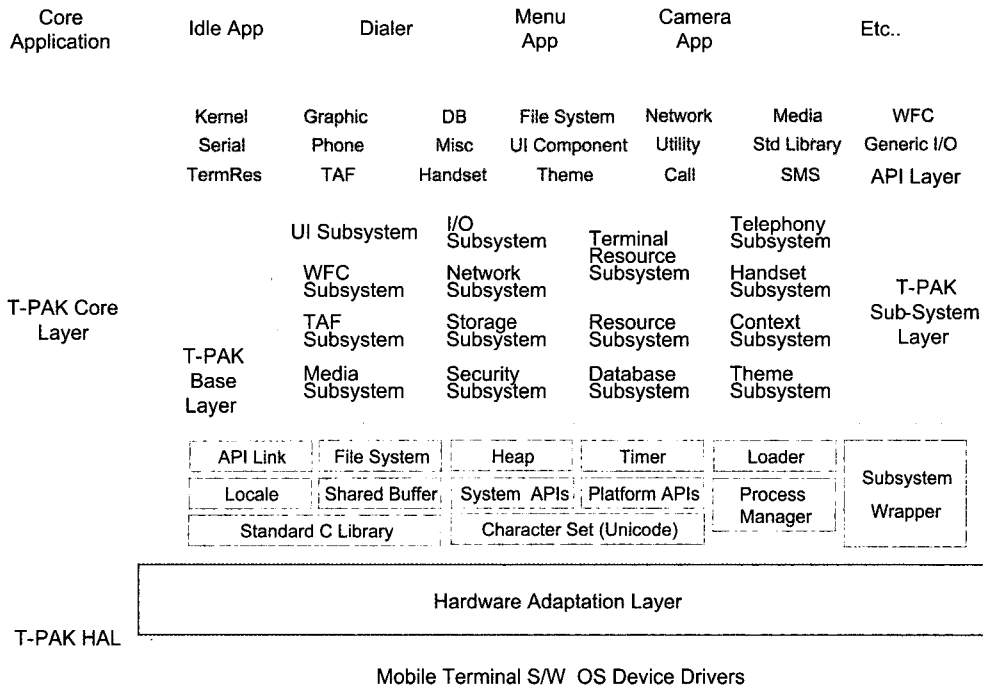 Core
Application
Idle App
Dialer
Menu
App
Camera
App
Etc..
Kernel Graphic DB File System Network Media WFC
Serial Phone Misc UI Component Utility Std Library Generic I/O
TermRes TAF Handset Theme Call SMS API Layer
T-PAK Core
Layer
T-PAK
Base
Layer
UI Subsystem
I/O
Subsystem
Terminal
Resource
Subsystem
Telephony
Subsystem
WFC
Subsystem
Network
Subsystem
Handset
Subsystem
TAF
Subsystem
Storage
Subsystem
Resource
Subsystem
Context
Subsystem
Media
Subsystem
Security
Subsystem
Database
Subsystem
Theme
Subsystem
T-PAK
Sub-System
Layer
API Link
File System
Heap
Timer
Loader
Subsystem
Wrapper
Locale
Shared Buffer
System APIs
Platform APIs
Process
Manager
Standard C Library
Character Set (Unicode)
Hardware Adaptation Layer
T-PAK HAL
Mobile Terminal S/W OS Device Drivers